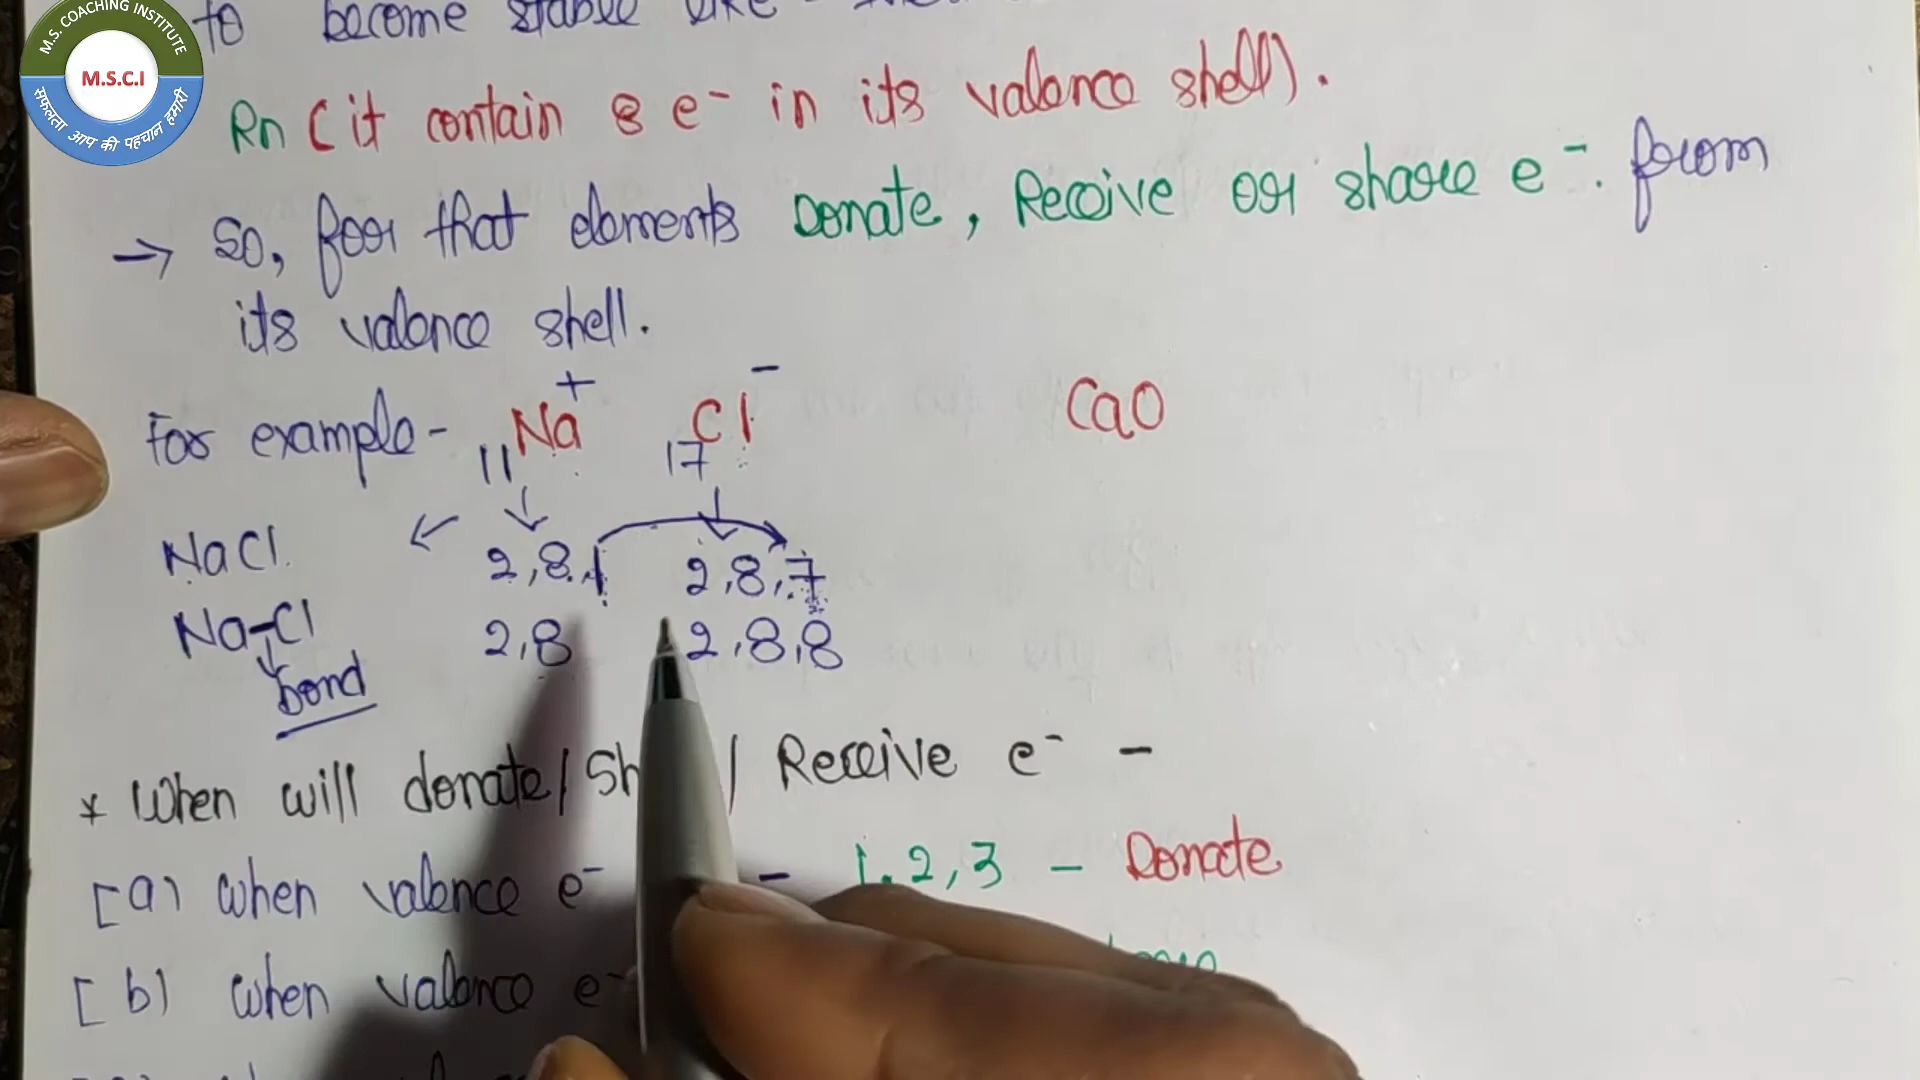 M.S. COACHING INSTITUTE
M.S.C.I
सफलता आप की पहचान हमारी
to become stable like
Rn (it contain 8 e⁻ in its valence shell).
→ So, for that elements Donate, Receive or share e⁻. from
its valence shell.
For example- ₁₁Na⁺ ₁₇Cl⁻ CaO
NaCl ← 2,8,1 2,8,7
Na-Cl 2,8 2,8,8
bond
* When will donate/Sh / Receive e⁻ -
[a) when valence e⁻ - 1,2,3 - Donate
[b) when valence e⁻